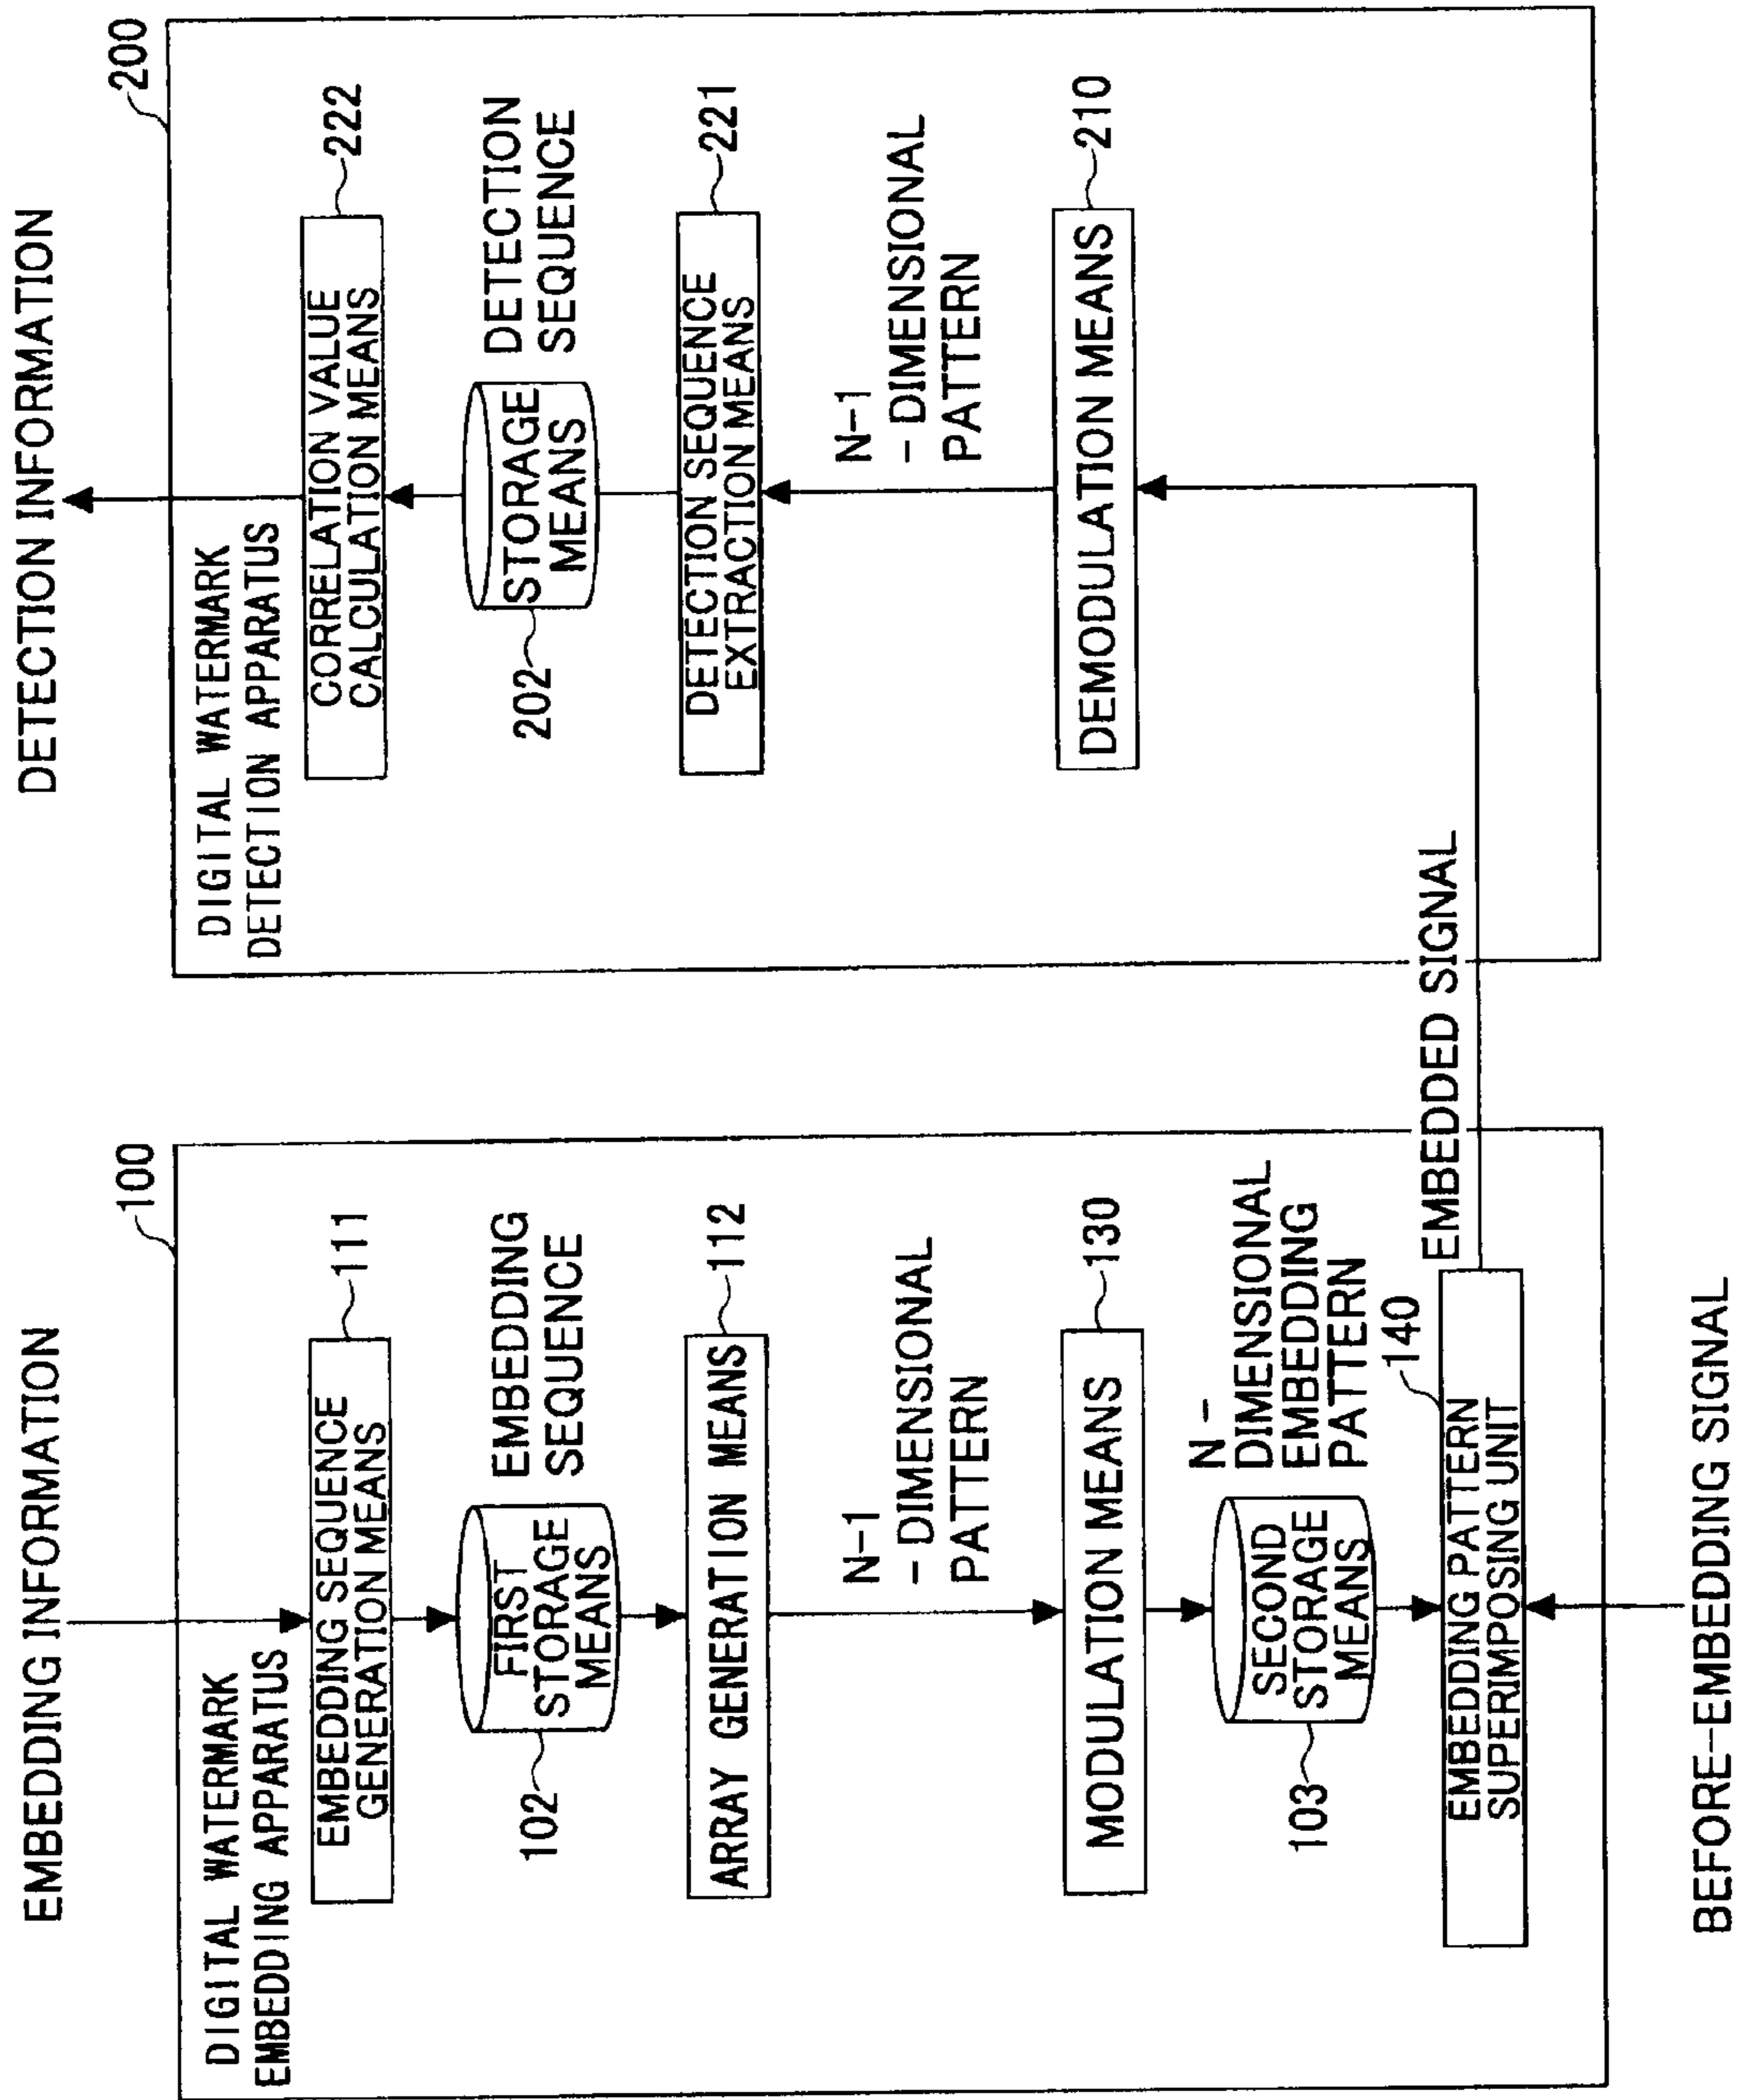 EMBEDDING INFORMATION
100
DIGITAL WATERMARK
EMBEDDING APPARATUS
EMBEDDING SEQUENCE
GENERATION MEANS
111
FIRST
STORAGE
MEANS
102
EMBEDDING
SEQUENCE
ARRAY GENERATION MEANS
112
N-1
- DIMENSIONAL
PATTERN
MODULATION MEANS
130
SECOND
STORAGE
MEANS
103
N -
DIMENSIONAL
EMBEDDING
PATTERN
140
EMBEDDING PATTERN
SUPERIMPOSING UNIT
BEFORE-EMBEDDING SIGNAL
EMBEDDED SIGNAL
DETECTION INFORMATION
200
DIGITAL WATERMARK
DETECTION APPARATUS
CORRELATION VALUE
CALCULATION MEANS
222
STORAGE
MEANS
202
DETECTION
SEQUENCE
DETECTION SEQUENCE
EXTRACTION MEANS
221
N-1
- DIMENSIONAL
PATTERN
DEMODULATION MEANS
210